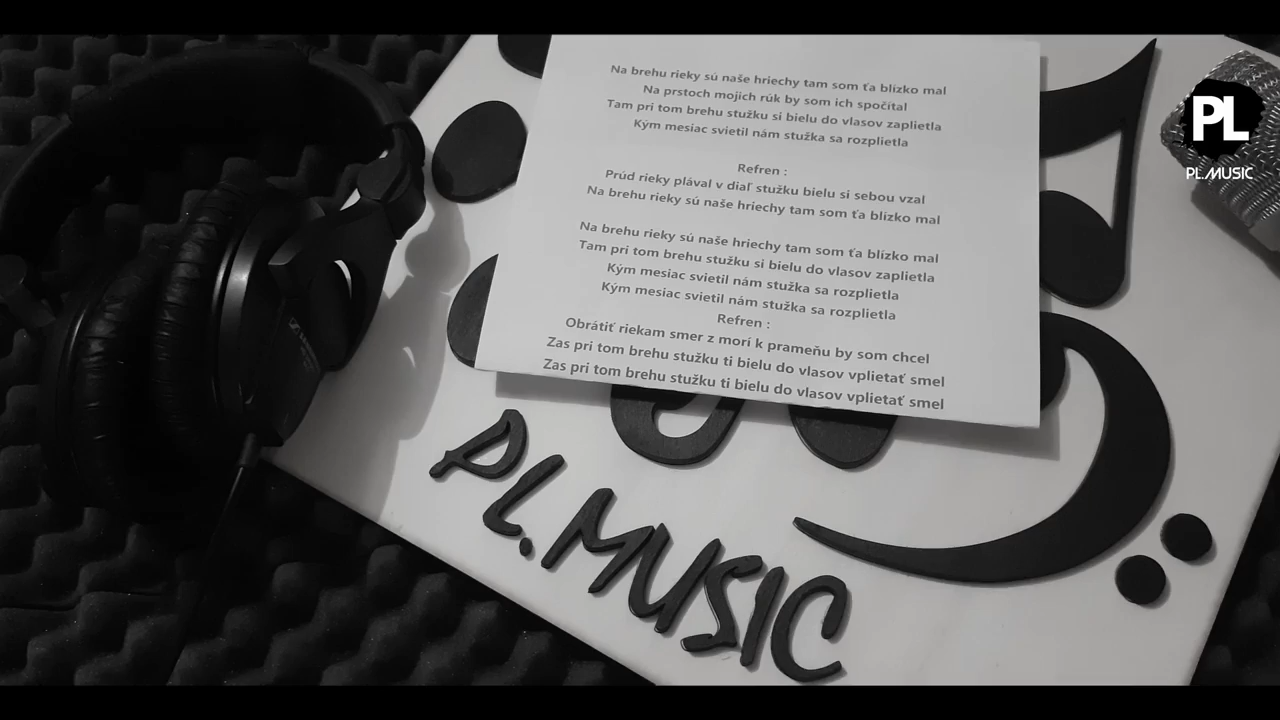 Na brehu rieky sú naše hriechy tam som ťa blízko mal
Na prstoch mojich rúk by som ich spočítal
Tam pri tom brehu stužku si bielu do vlasov zaplietla
Kým mesiac svietil nám stužka sa rozplietla
Refren :
Prúd rieky plával v diaľ stužku bielu si sebou vzal
Na brehu rieky sú naše hriechy tam som ťa blízko mal
Na brehu rieky sú naše hriechy tam som ťa blízko mal
Tam pri tom brehu stužku si bielu do vlasov zaplietla
Kým mesiac svietil nám stužka sa rozplietla
Kým mesiac svietil nám stužka sa rozplietla
Refren :
Obrátiť riekam smer z morí k prameňu by som chcel
Zas pri tom brehu stužku ti bielu do vlasov vplietať smel
Zas pri tom brehu stužku ti bielu do vlasov vplietať smel
PL.MUSIC
PL
PL.MUSIC